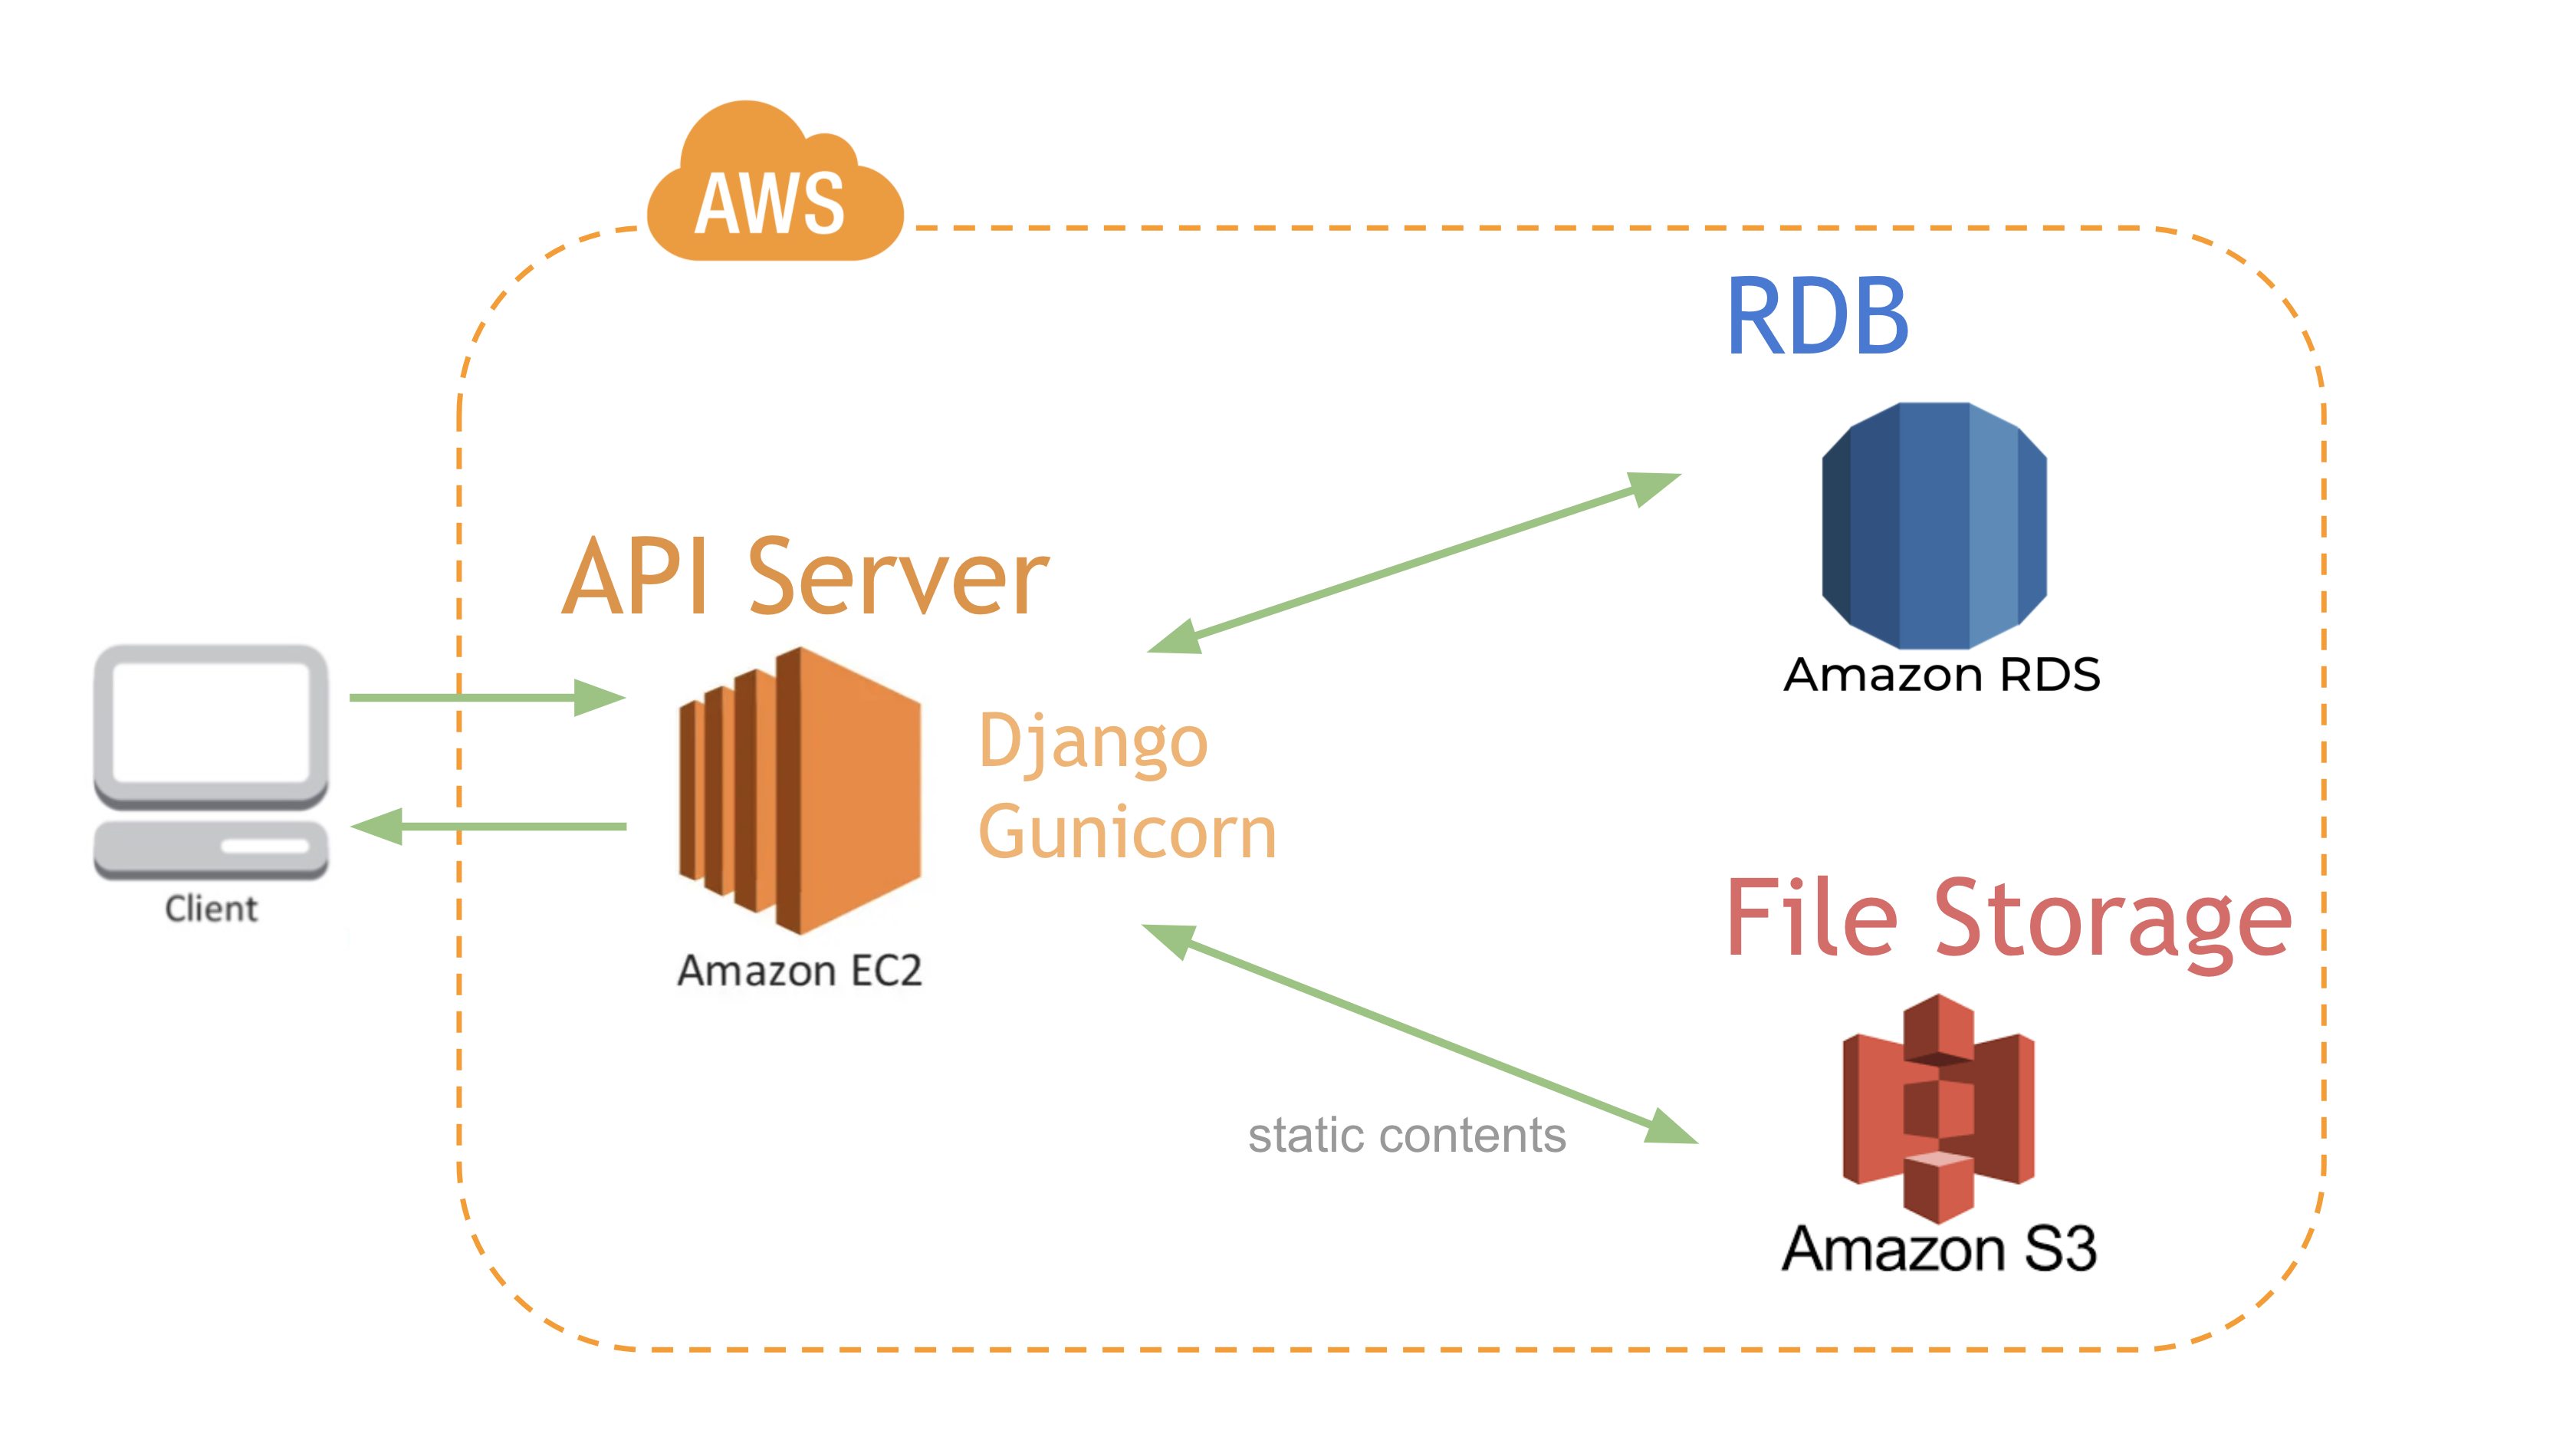 AWS
RDB
Amazon RDS
API Server
Django
Gunicorn
Amazon EC2
Client
File Storage
static contents
Amazon S3